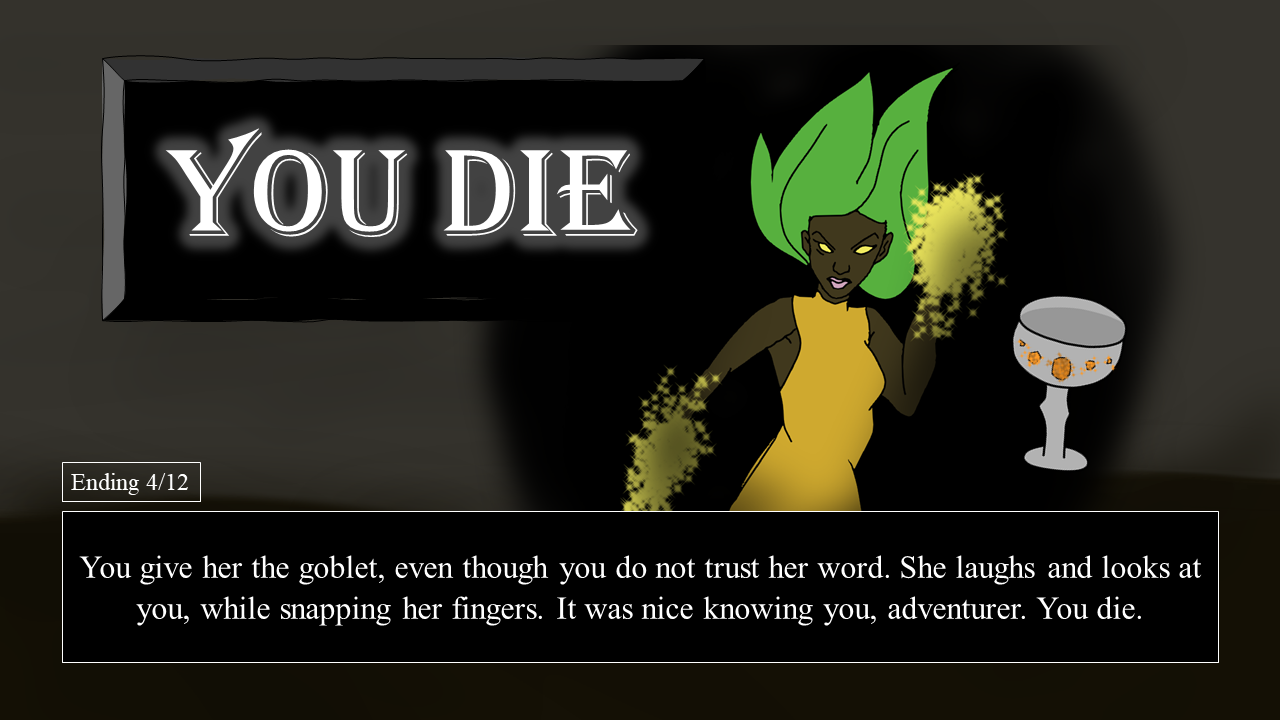 YOU DIE
Ending 4/12
You give her the goblet, even though you do not trust her word. She laughs and looks at
you, while snapping her fingers. It was nice knowing you, adventurer. You die.